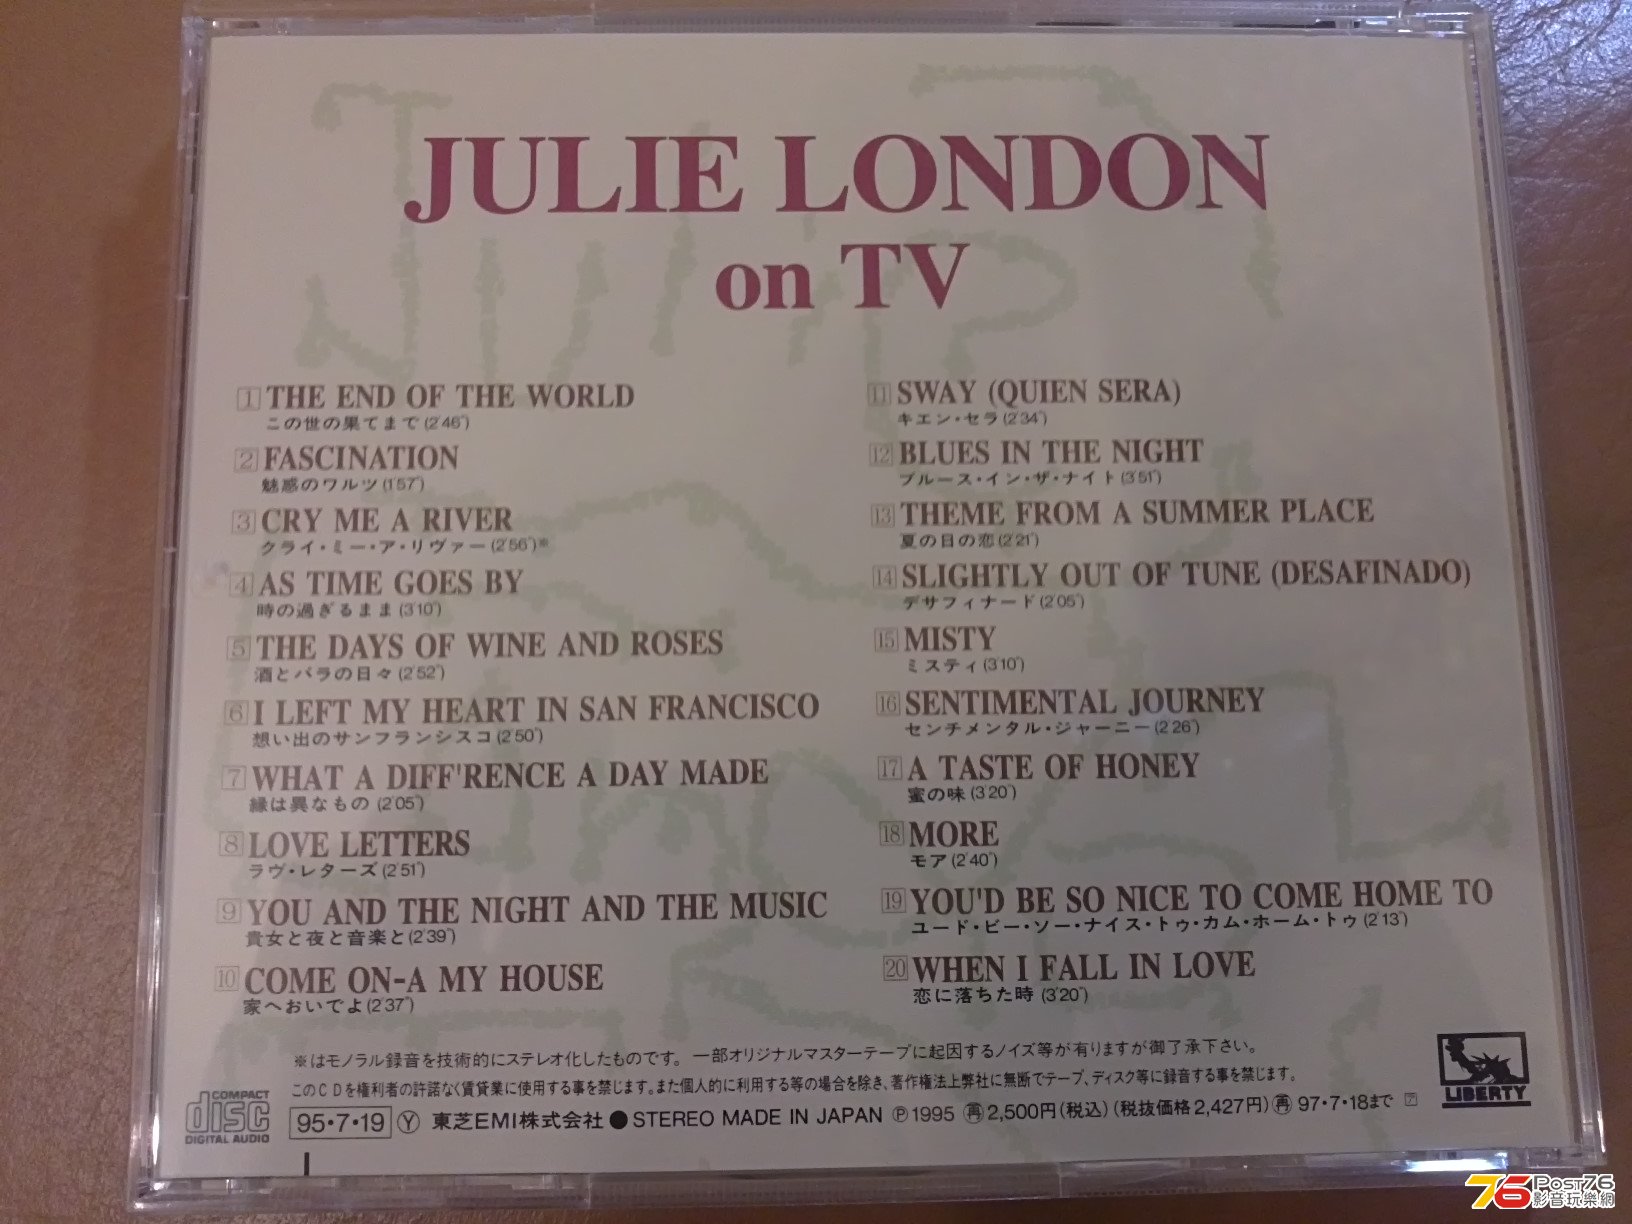 JULIE LONDON
on TV
1 THE END OF THE WORLD
この世の果てまで(2'46")
2 FASCINATION
魅惑のワルツ(1'57")
3 CRY ME A RIVER
クライ・ミー・ア・リヴァー(2'56")※
4 AS TIME GOES BY
時の過ぎるまま(3'10")
5 THE DAYS OF WINE AND ROSES
酒とバラの日々(2'52")
6 I LEFT MY HEART IN SAN FRANCISCO
想い出のサンフランシスコ(2'50")
7 WHAT A DIFF'RENCE A DAY MADE
縁は異なもの(2'05")
8 LOVE LETTERS
ラヴ・レターズ(2'51")
9 YOU AND THE NIGHT AND THE MUSIC
貴女と夜と音楽と(2'39")
10 COME ON-A MY HOUSE
家へおいでよ(2'37")
11 SWAY (QUIEN SERA)
キエン・セラ(2'34")
12 BLUES IN THE NIGHT
ブルース・イン・ザ・ナイト(3'51")
13 THEME FROM A SUMMER PLACE
夏の日の恋(2'21")
14 SLIGHTLY OUT OF TUNE (DESAFINADO)
デサフィナード(2'05")
15 MISTY
ミスティ(3'10")
16 SENTIMENTAL JOURNEY
センチメンタル・ジャーニー(2'26")
17 A TASTE OF HONEY
蜜の味(3'20")
18 MORE
モア(2'40")
19 YOU'D BE SO NICE TO COME HOME TO
ユード・ビー・ソー・ナイス・トゥ・カム・ホーム・トゥ(2'13")
20 WHEN I FALL IN LOVE
恋に落ちた時(3'20")
※はモノラル録音を技術的にステレオ化したものです。一部オリジナルマスターテープに起因するノイズ等が有りますが御了承下さい。
このCDを権利者の許諾なく賃貸業に使用する事を禁じます。また個人的に利用する等の場合を除き、著作権法上弊社に無断でテープ、ディスク等に録音する事を禁じます。
COMPACT
disc
DIGITAL AUDIO
95・7・19 Ⓨ 東芝EMI株式会社 ● STEREO MADE IN JAPAN Ⓟ1995 再 2,500円(税込)(税抜価格2,427円) 再 97・7・18まで
LIBERTY
76 POST76
影音玩樂網